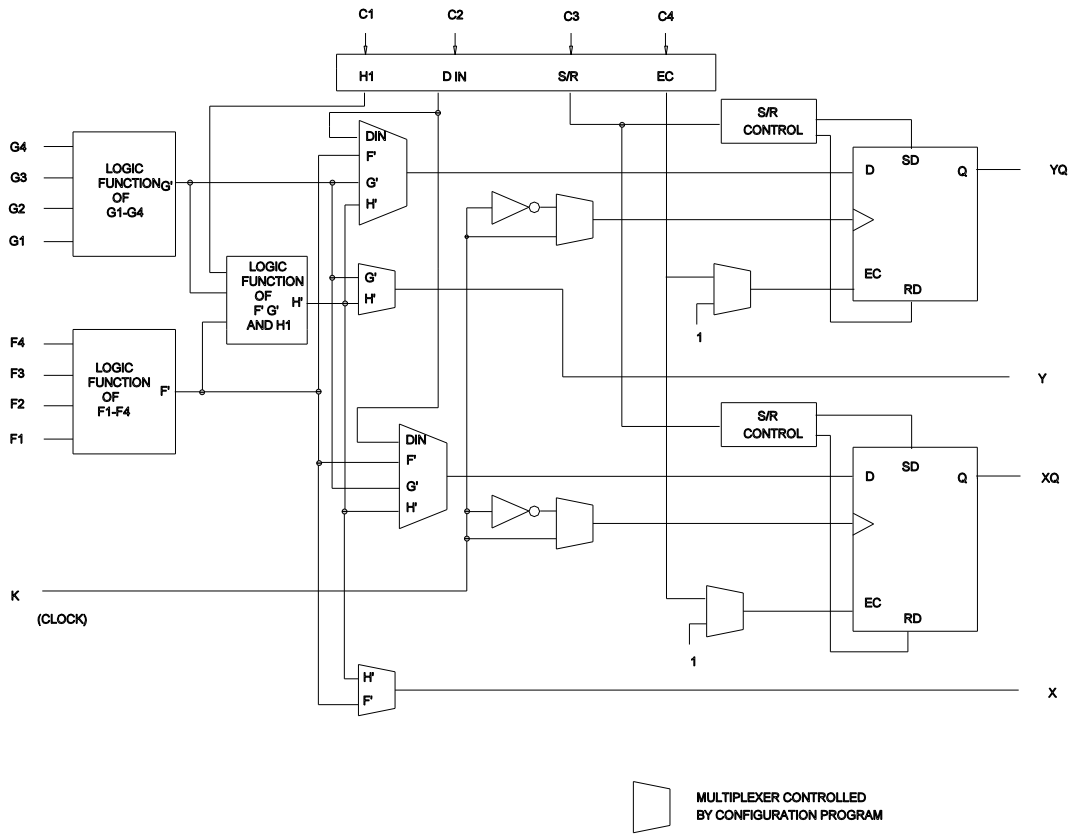 C1 C2 C3 C4
H1 D IN S/R EC
S/R
CONTROL
G4
G3
G2
G1
LOGIC
FUNCTION
OF
G1-G4
G'
DIN
F'
G'
H'
D
SD
Q
EC
RD
YQ
LOGIC
FUNCTION
OF
F' G'
AND H1
H'
G'
H'
1
Y
F4
F3
F2
F1
LOGIC
FUNCTION
OF
F1-F4
F'
S/R
CONTROL
DIN
F'
G'
H'
D
SD
Q
EC
RD
XQ
K
(CLOCK)
1
H'
F'
X
MULTIPLEXER CONTROLLED
BY CONFIGURATION PROGRAM